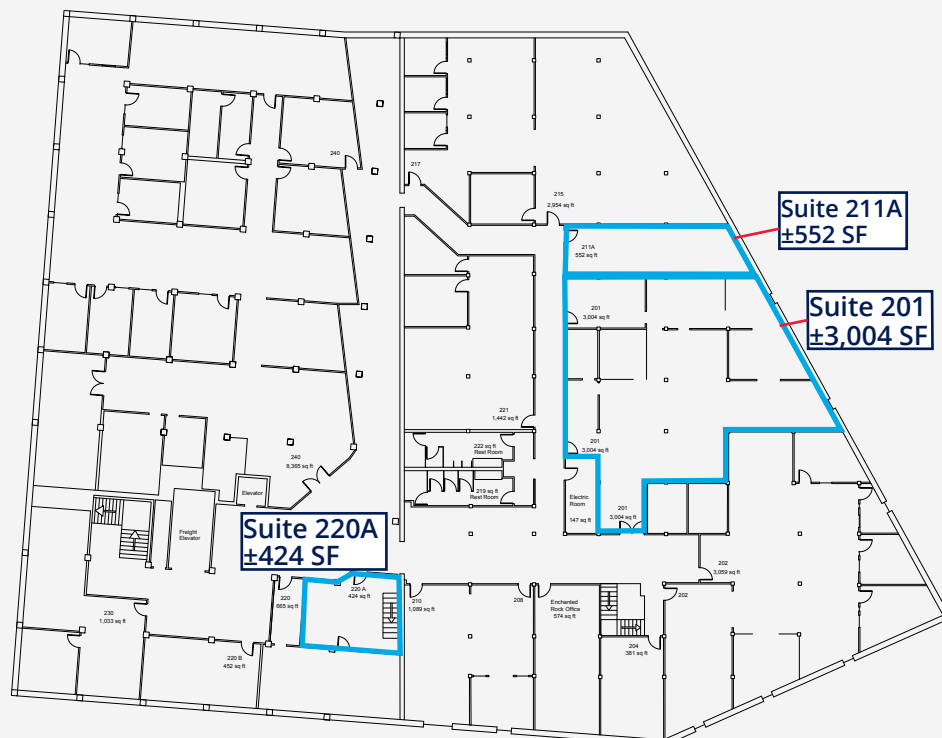 240
217
215
2,954 sq ft
Suite 211A
±552 SF
211A
552 sq ft
201
3,004 sq ft
Suite 201
±3,004 SF
221
1,442 sq ft
240
8,365 sq ft
222 sq ft
Rest Room
201
3,004 sq ft
Elevator
219 sq ft
Rest Room
Electric
Room
147 sq ft
201
3,004 sq ft
Freight
Elevator
Suite 220A
±424 SF
202
3,059 sq ft
220
665 sq ft
220 A
424 sq ft
210
1,089 sq ft
208
Enchanted
Rock Office
574 sq ft
202
230
1,033 sq ft
204
381 sq ft
220 B
452 sq ft